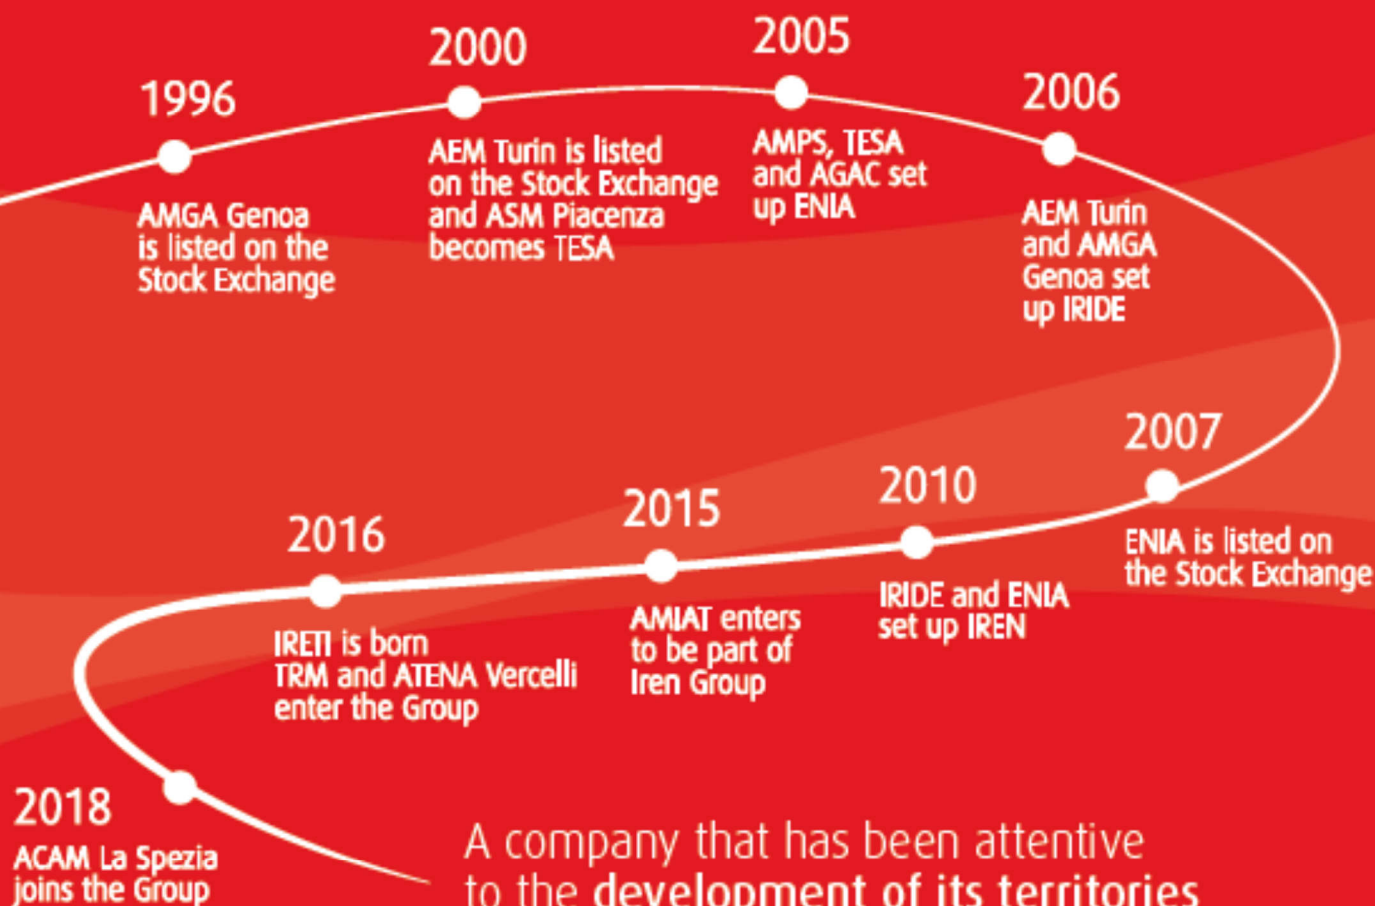 1996
AMGA Genoa
is listed on the
Stock Exchange
2000
AEM Turin is listed
on the Stock Exchange
and ASM Piacenza
becomes TESA
2005
AMPS, TESA
and AGAC set
up ENIA
2006
AEM Turin
and AMGA
Genoa set
up IRIDE
2007
ENIA is listed on
the Stock Exchange
2010
IRIDE and ENIA
set up IREN
2015
AMIAT enters
to be part of
Iren Group
2016
IRETI is born
TRM and ATENA Vercelli
enter the Group
2018
ACAM La Spezia
joins the Group
A company that has been attentive
to the development of its territories